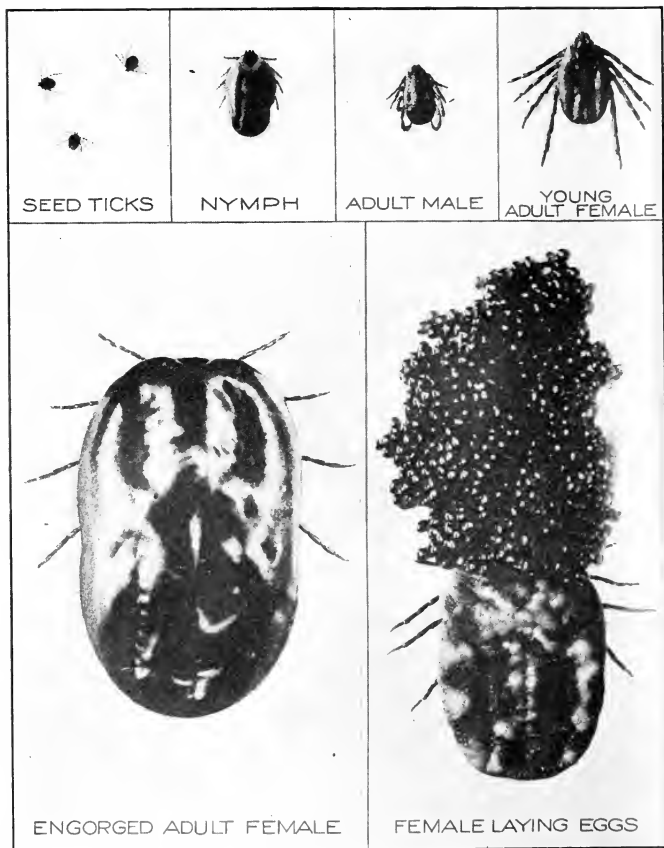 SEED TICKS
NYMPH
ADULT MALE
YOUNG
ADULT FEMALE
ENGORGED ADULT FEMALE
FEMALE LAYING EGGS